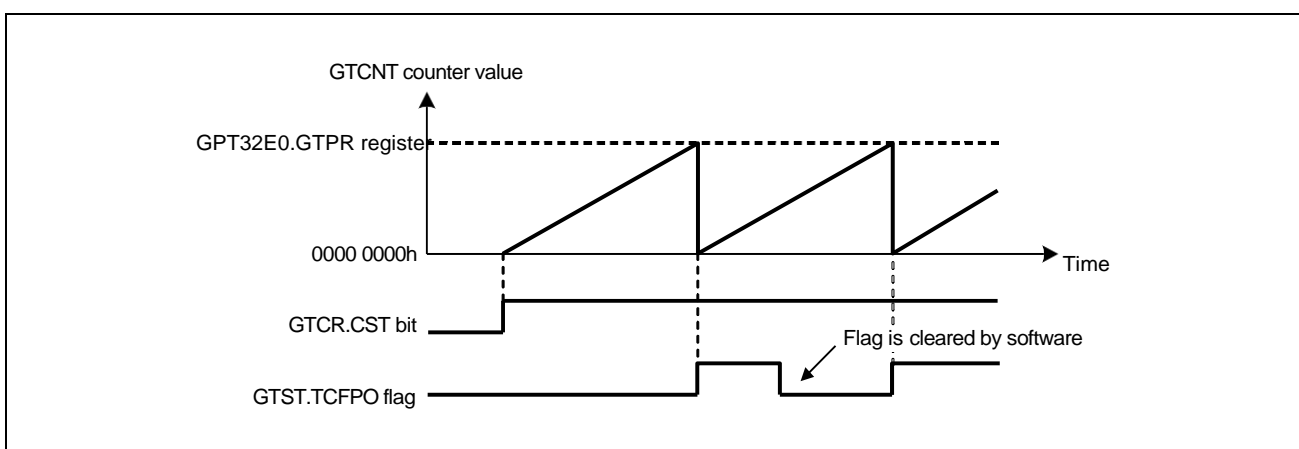 GTCNT counter value
GPT32E0.GTPR registe
0000 0000h
Time
GTCR.CST bit
Flag is cleared by software
GTST.TCFPO flag